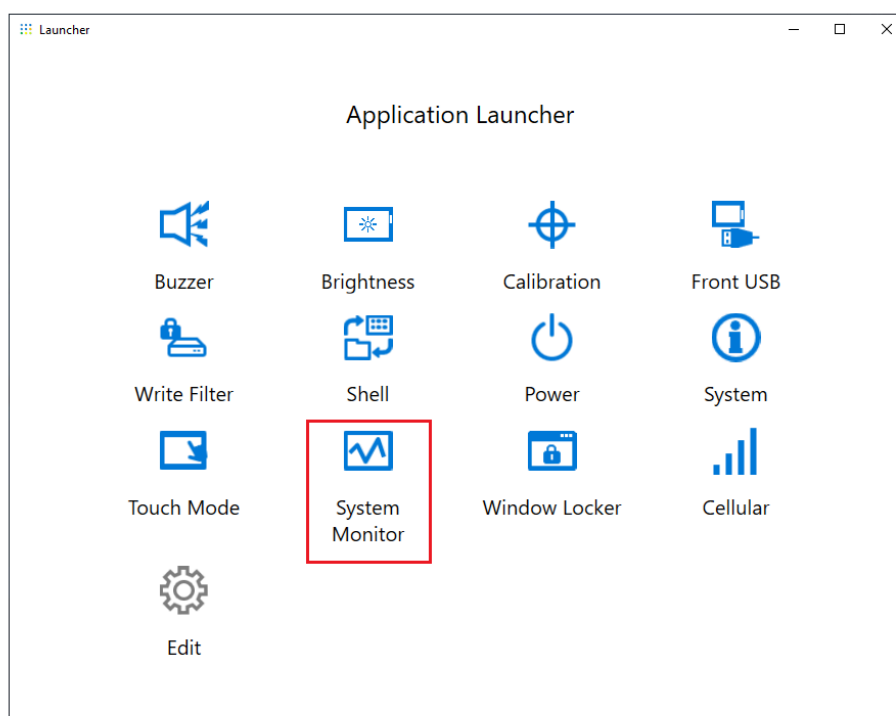 Launcher
Application Launcher
Buzzer
Brightness
Calibration
Front USB
Write Filter
Shell
Power
System
Touch Mode
System
Monitor
Window Locker
Cellular
Edit